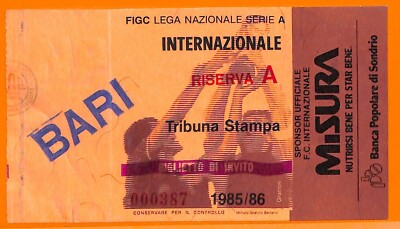 FIGC LEGA NAZIONALE SERIE A
INTERNAZIONALE
RISERVA A
BARI
Tribuna Stampa
BIGLIETTO DI INVITO
000387
1985/86
CONSERVARE PER IL CONTROLLO
SPONSOR UFFICIALE
F.C. INTERNAZIONALE
MISURA
NUTRIRSI BENE PER STAR BENE.
Banca Popolare di Sondrio